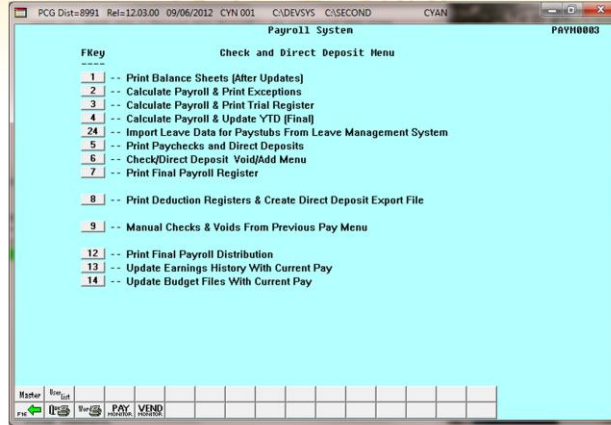 PCG Dist=8991 Rel=12.03.00 09/06/2012 CYN 001 C:\DEVSYS C:\SECOND CYAN
Payroll System PAYM0003
FKey Check and Direct Deposit Menu
----
1 -- Print Balance Sheets (After Updates)
2 -- Calculate Payroll & Print Exceptions
3 -- Calculate Payroll & Print Trial Register
4 -- Calculate Payroll & Update YTD (Final)
24 -- Import Leave Data for Paystubs From Leave Management System
5 -- Print Paychecks and Direct Deposits
6 -- Check/Direct Deposit Void/Add Menu
7 -- Print Final Payroll Register
8 -- Print Deduction Registers & Create Direct Deposit Export File
9 -- Manual Checks & Voids From Previous Pay Menu
12 -- Print Final Payroll Distribution
13 -- Update Earnings History With Current Pay
14 -- Update Budget Files With Current Pay
Master User List
F16 PAY MONITOR VEND MONITOR